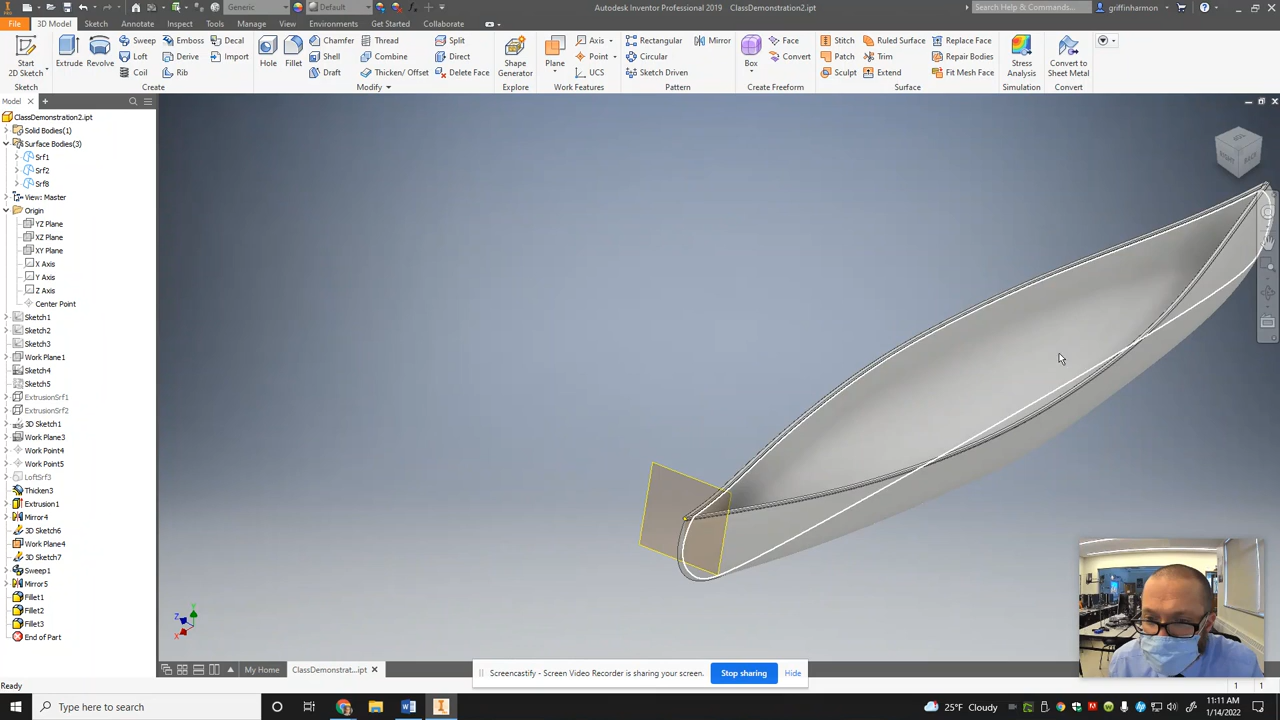 Generic
Default
Autodesk Inventor Professional 2019 ClassDemonstration2.ipt
Search Help & Commands...
griffinharmon
File
3D Model
Sketch
Annotate
Inspect
Tools
Manage
View
Environments
Get Started
Collaborate
Start
2D Sketch
Extrude
Revolve
Sweep
Loft
Coil
Emboss
Derive
Rib
Decal
Import
Hole
Fillet
Chamfer
Shell
Draft
Thread
Combine
Thicken/ Offset
Split
Direct
Delete Face
Shape
Generator
Plane
Axis
Point
UCS
Rectangular
Circular
Sketch Driven
Mirror
Box
Face
Convert
Stitch
Patch
Sculpt
Ruled Surface
Trim
Extend
Replace Face
Repair Bodies
Fit Mesh Face
Stress
Analysis
Convert to
Sheet Metal
Sketch
Create
Modify
Explore
Work Features
Pattern
Create Freeform
Surface
Simulation
Convert
Model
ClassDemonstration2.ipt
Solid Bodies(1)
Surface Bodies(3)
Srf1
Srf2
Srf8
View: Master
Origin
YZ Plane
XZ Plane
XY Plane
X Axis
Y Axis
Z Axis
Center Point
Sketch1
Sketch2
Sketch3
Work Plane1
Sketch4
Sketch5
ExtrusionSrf1
ExtrusionSrf2
3D Sketch1
Work Plane3
Work Point4
Work Point5
LoftSrf3
Thicken3
Extrusion1
Mirror4
3D Sketch6
Work Plane4
3D Sketch7
Sweep1
Mirror5
Fillet1
Fillet2
Fillet3
End of Part
RIGHT
BACK
Z
Y
X
My Home
ClassDemonstrat...ipt
Screencastify - Screen Video Recorder is sharing your screen.
Stop sharing
Hide
Ready
1 1
Type here to search
25°F Cloudy
11:11 AM
1/14/2022